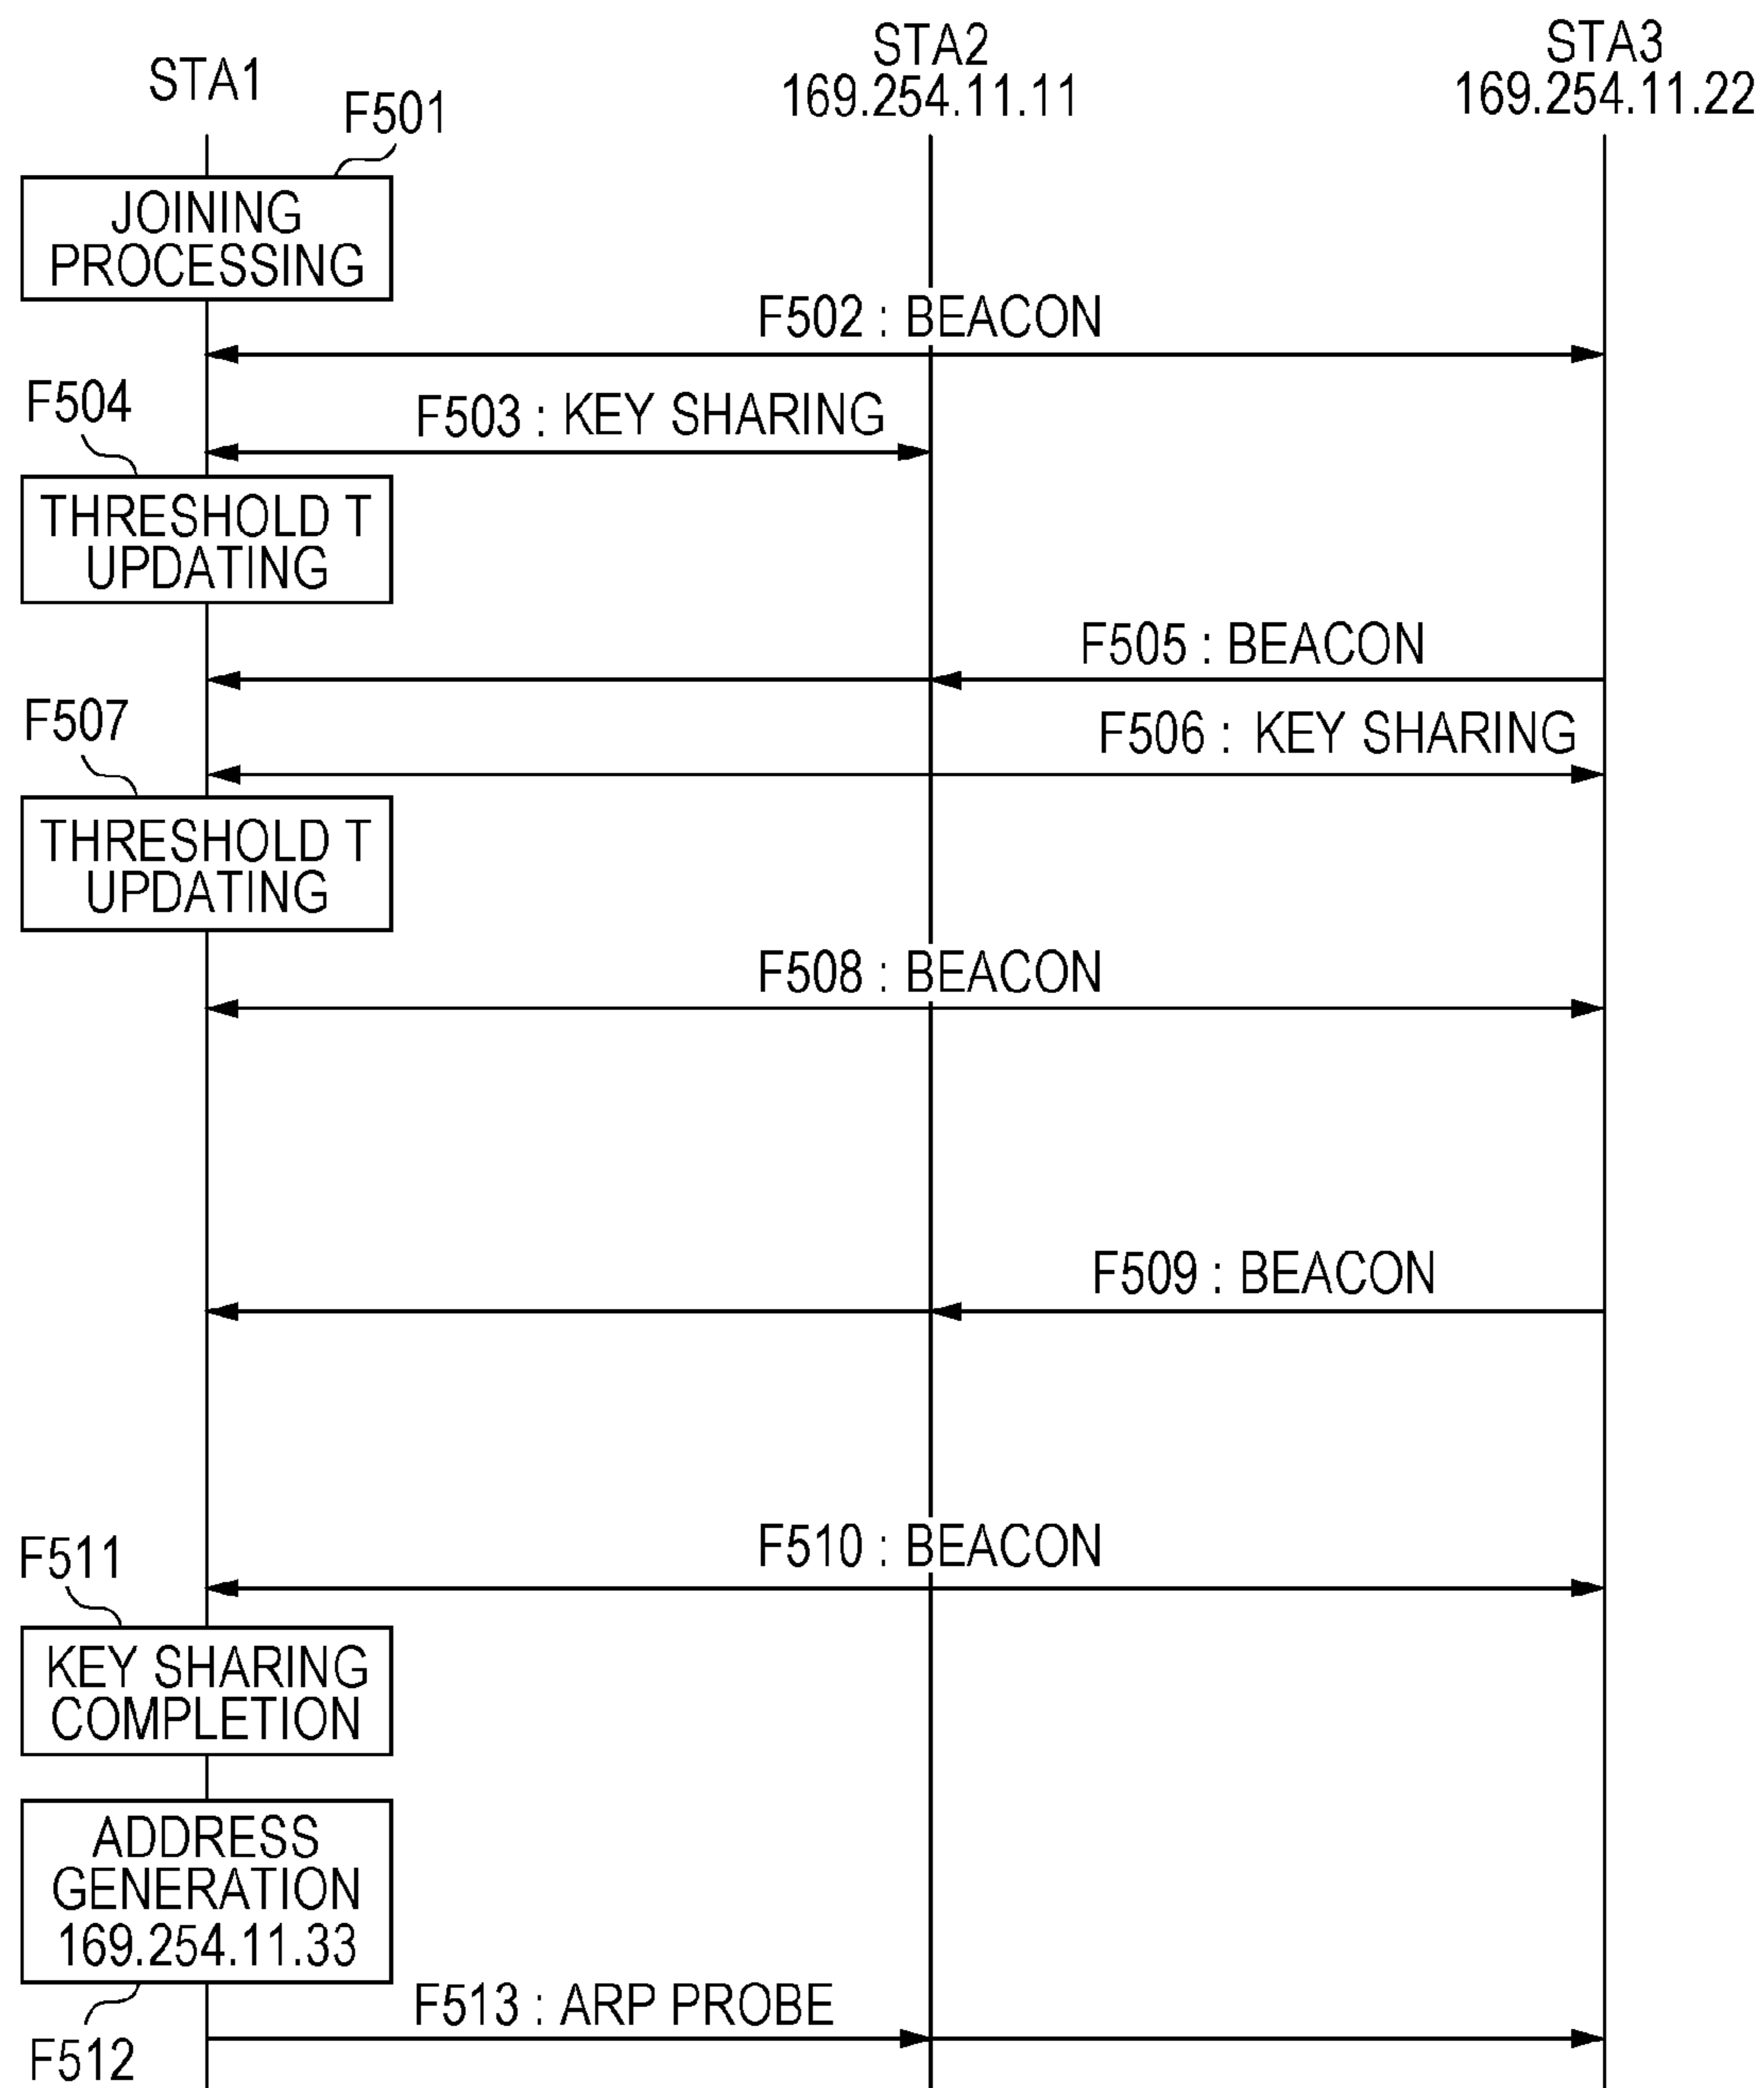 STA1
STA2
169.254.11.11
STA3
169.254.11.22
F501
JOINING
PROCESSING
F502 : BEACON
F503 : KEY SHARING
F504
THRESHOLD T
UPDATING
F505 : BEACON
F506 : KEY SHARING
F507
THRESHOLD T
UPDATING
F508 : BEACON
F509 : BEACON
F510 : BEACON
F511
KEY SHARING
COMPLETION
ADDRESS
GENERATION
169.254.11.33
F512
F513 : ARP PROBE